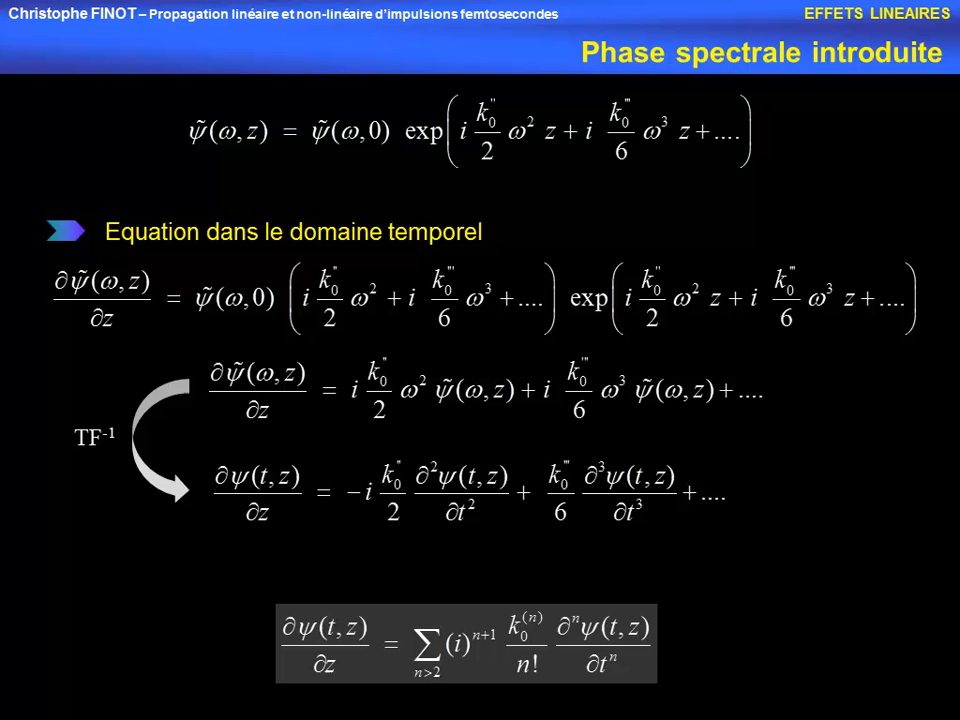 Christophe FINOT – Propagation linéaire et non-linéaire d'impulsions femtosecondes
EFFETS LINEAIRES
Phase spectrale introduite
ψ̃(ω, z) = ψ̃(ω,0) exp( i k₀'' / 2 ω² z + i k₀''' / 6 ω³ z + .... )
Equation dans le domaine temporel
∂ψ̃(ω, z) / ∂z = ψ̃(ω,0) ( i k₀'' / 2 ω² + i k₀''' / 6 ω³ + .... ) exp( i k₀'' / 2 ω² z + i k₀''' / 6 ω³ z + .... )
∂ψ̃(ω, z) / ∂z = i k₀'' / 2 ω² ψ̃(ω, z) + i k₀''' / 6 ω³ ψ̃(ω, z) + ....
TF⁻¹
∂ψ(t, z) / ∂z = −i k₀'' / 2 ∂²ψ(t, z) / ∂t² + k₀''' / 6 ∂³ψ(t, z) / ∂t³ + ....
∂ψ(t, z) / ∂z = ∑ n>2 (i)ⁿ⁺¹ k₀⁽ⁿ⁾ / n! ∂ⁿψ(t, z) / ∂tⁿ